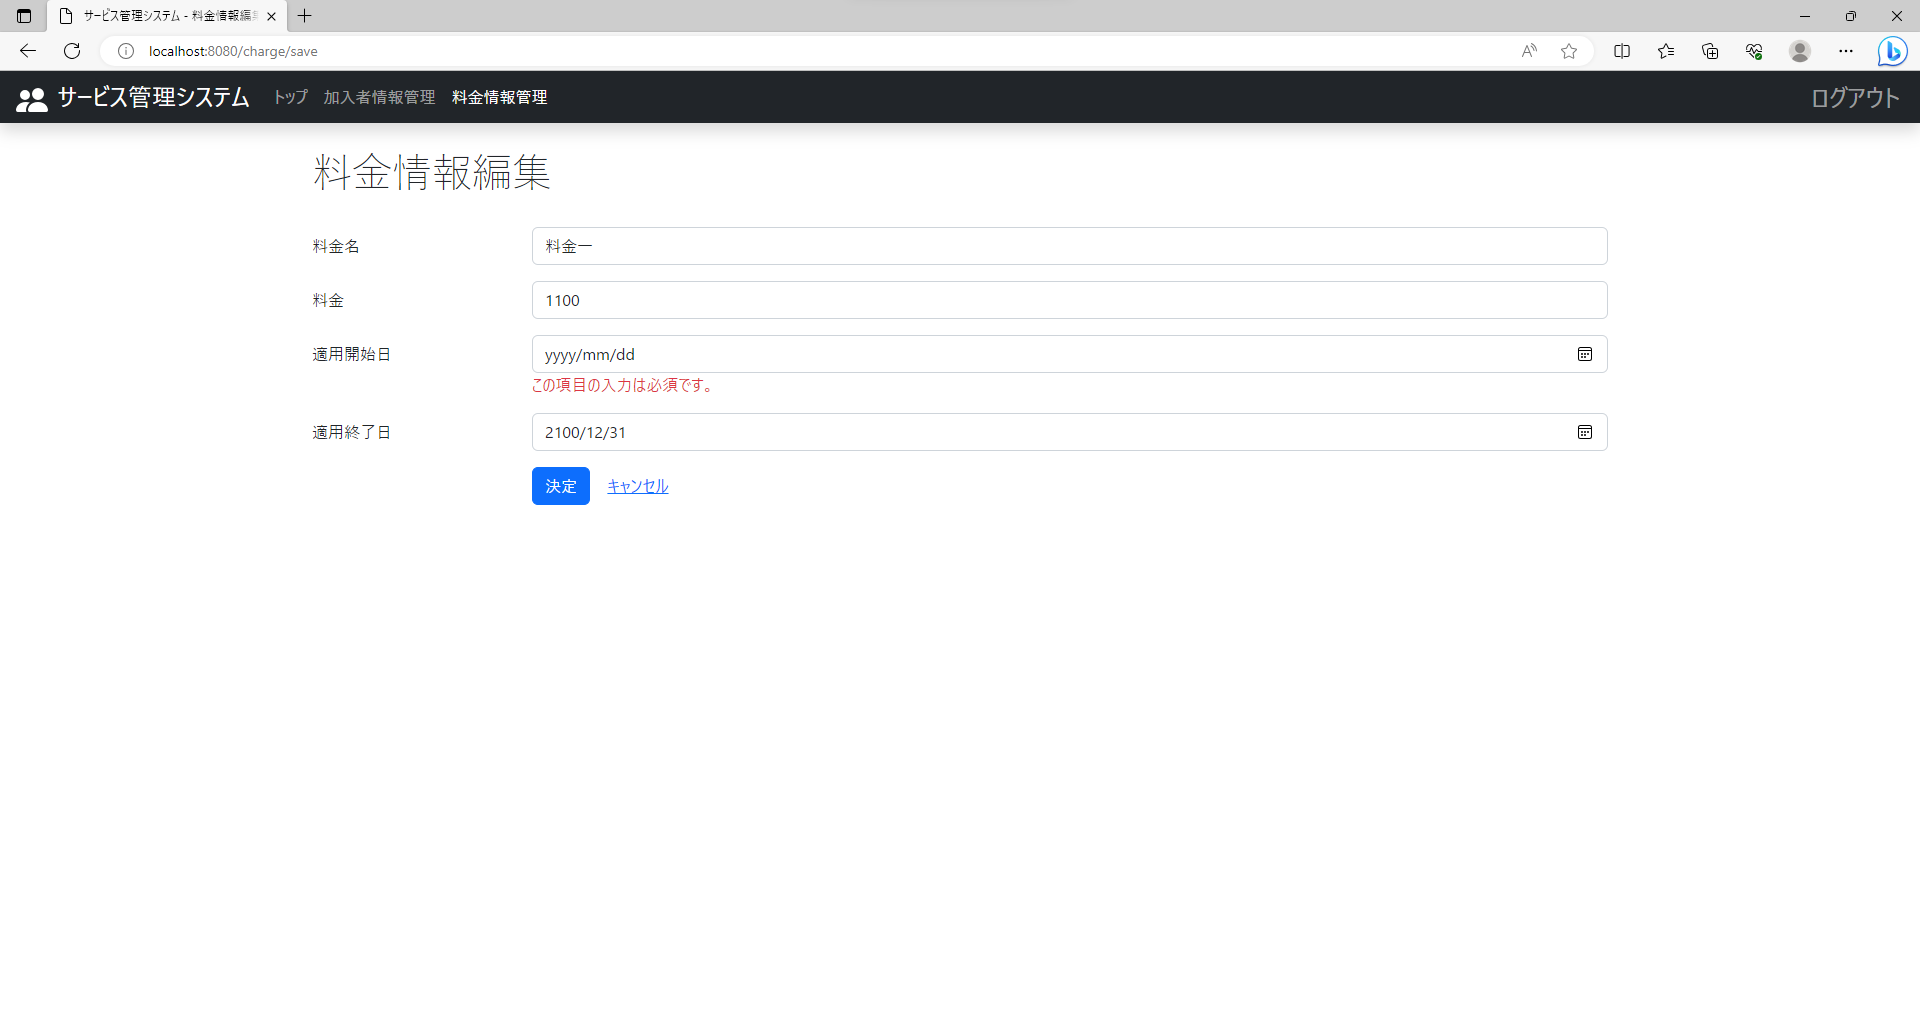 サービス管理システム - 料金情報編
localhost:8080/charge/save
サービス管理システム トップ 加入者情報管理 料金情報管理 ログアウト
料金情報編集
料金名 料金一
料金 1100
適用開始日 yyyy/mm/dd
この項目の入力は必須です。
適用終了日 2100/12/31
決定 キャンセル